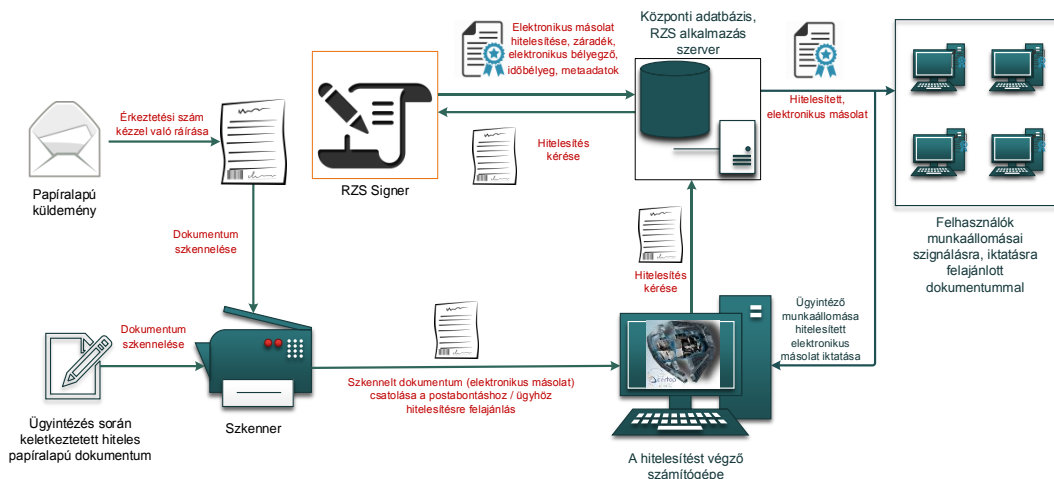 Elektronikus másolat
hitelesítése, záradék,
elektronikus bélyegző,
időbélyeg, metaadatok
Központi adatbázis,
RZS alkalmazás
szerver
Érkeztetési szám
kézzel való ráírása
Hitelesítés
kérése
Hitelesített,
elektronikus másolat
Papíralapú
küldemény
RZS Signer
Felhasználók
munkaállomásai
szignálásra, iktatásra
felajánlott
dokumentummal
Dokumentum
szkennelése
Hitelesítés
kérése
Ügyintéző
munkaállomása
hitelesített
elektronikus
másolat iktatása
Dokumentum
szkennelése
Szkennelt dokumentum (elektronikus másolat)
csatolása a postabontáshoz / ügyhöz
hitelesítésre felajánlás
Szkenner
Ügyintézés során
keletkeztetett hiteles
papíralapú dokumentum
A hitelesítést végző
számítógépe